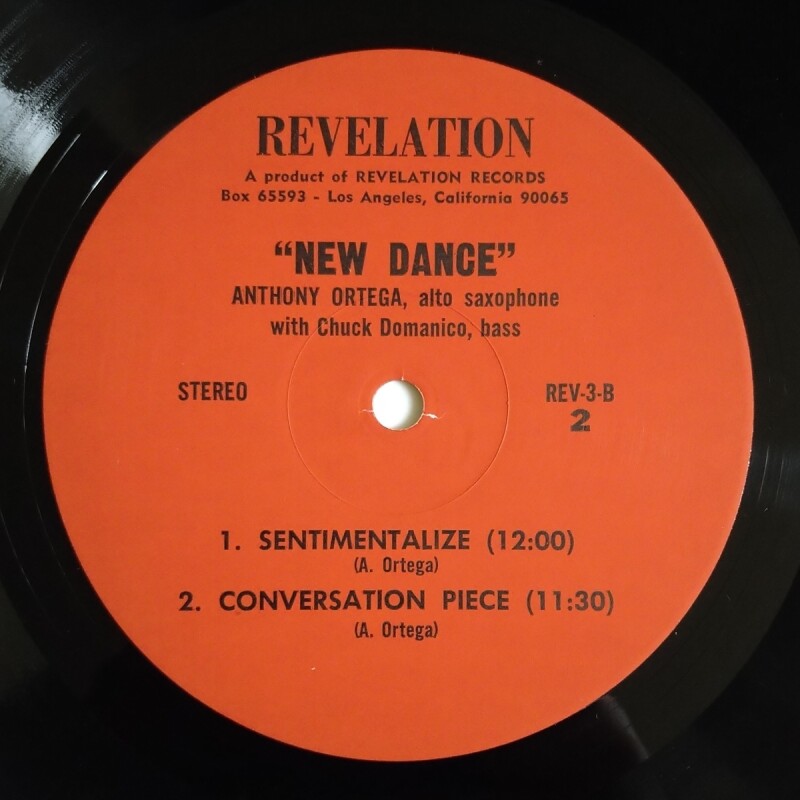 REVELATION
A product of REVELATION RECORDS
Box 65593 - Los Angeles, California 90065
“NEW DANCE”
ANTHONY ORTEGA, alto saxophone
with Chuck Domanico, bass
STEREO
REV-3-B
2
1. SENTIMENTALIZE (12:00)
(A. Ortega)
2. CONVERSATION PIECE (11:30)
(A. Ortega)